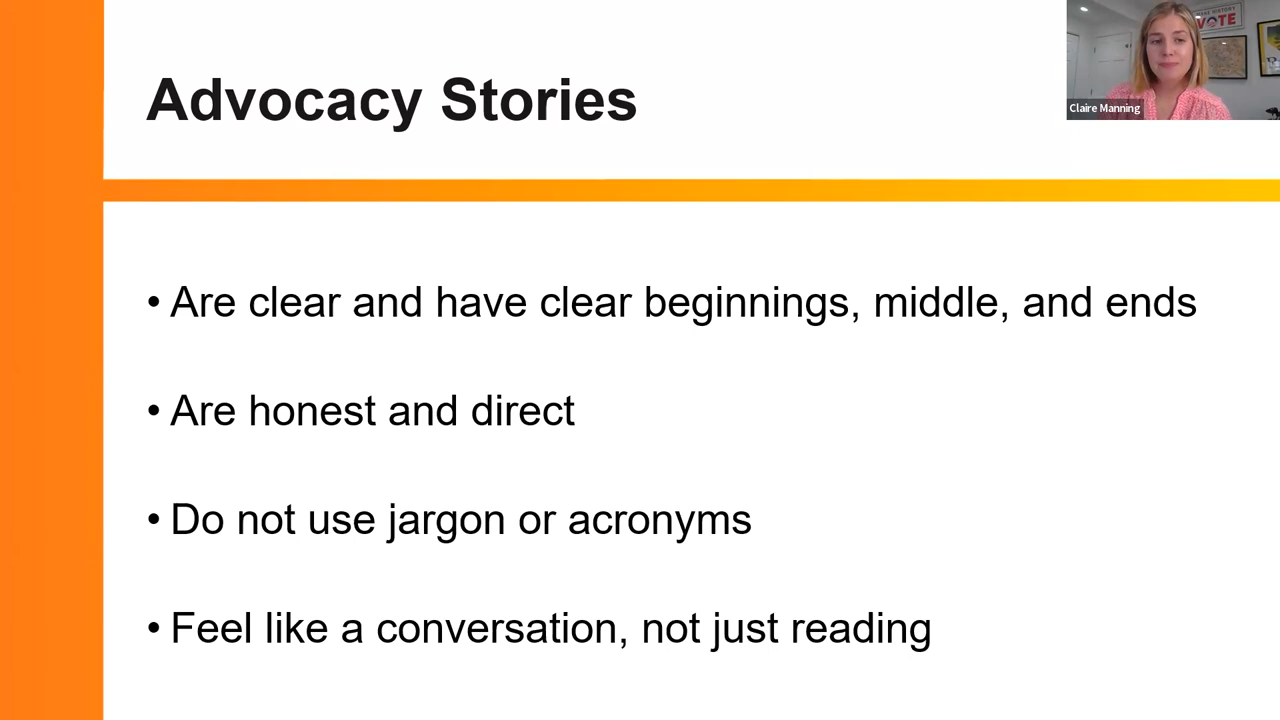 Advocacy Stories
VOTE
Claire Manning
• Are clear and have clear beginnings, middle, and ends
• Are honest and direct
• Do not use jargon or acronyms
• Feel like a conversation, not just reading